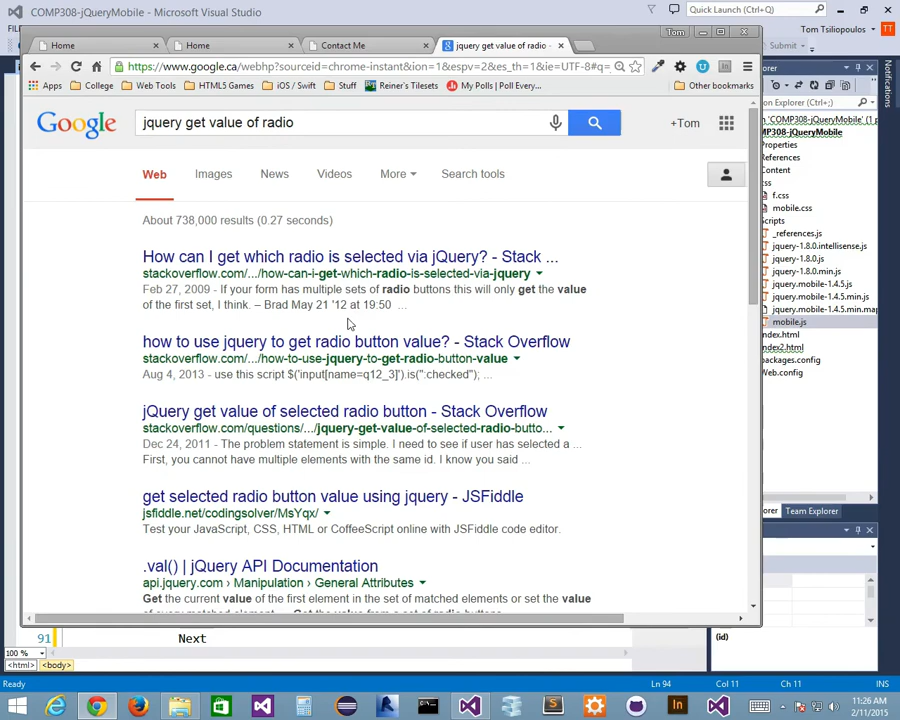 COMP308-jQueryMobile - Microsoft Visual Studio
Quick Launch (Ctrl+Q)
Tom Tsiliopoulos
TT
Submit
Tom
Home
Home
Contact Me
jquery get value of radio -
https://www.google.ca/webhp?sourceid=chrome-instant&ion=1&espv=2&es_th=1&ie=UTF-8#q=
Apps
College
Web Tools
HTML5 Games
iOS / Swift
Stuff
Reiner's Tilesets
My Polls | Poll Every...
Other bookmarks
Google
jquery get value of radio
+Tom
Web
Images
News
Videos
More
Search tools
About 738,000 results (0.27 seconds)
How can I get which radio is selected via jQuery? - Stack ...
stackoverflow.com/.../how-can-i-get-which-radio-is-selected-via-jquery
Feb 27, 2009 - If your form has multiple sets of radio buttons this will only get the value
of the first set, I think. – Brad May 21 '12 at 19:50 ...
how to use jquery to get radio button value? - Stack Overflow
stackoverflow.com/.../how-to-use-jquery-to-get-radio-button-value
Aug 4, 2013 - use this script $('input[name=q12_3]').is(":checked"); ...
jQuery get value of selected radio button - Stack Overflow
stackoverflow.com/questions/.../jquery-get-value-of-selected-radio-butto...
Dec 24, 2011 - The problem statement is simple. I need to see if user has selected a ...
First, you cannot have multiple elements with the same id. I know you said ...
get selected radio button value using jquery - JSFiddle
jsfiddle.net/codingsolver/MsYqx/
Test your JavaScript, CSS, HTML or CoffeeScript online with JSFiddle code editor.
.val() | jQuery API Documentation
api.jquery.com › Manipulation › General Attributes
Get the current value of the first element in the set of matched elements or set the value
Notifications
_references.js
jquery-1.8.0.intellisense.js
jquery-1.8.0.js
jquery-1.8.0.min.js
jquery-mobile-1.4.5.js
jquery-mobile-1.4.5.min.js
jquery-mobile-1.4.5.min.map
mobile.js
f.css
mobile.css
Team Explorer
(id)
91 Next
100 %
<html>
<body>
Ready
Ln 94
Col 11
Ch 11
INS
11:26 AM
2/11/2015